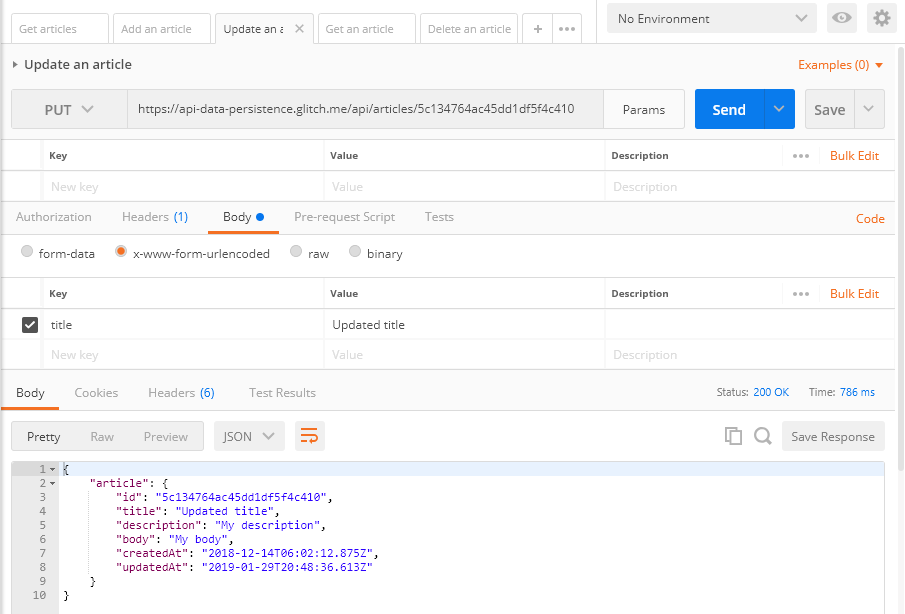 Get articles Add an article Update an a Get an article Delete an article + No Environment
Update an article Examples (0)
PUT https://api-data-persistence.glitch.me/api/articles/5c134764ac45dd1df5f4c410 Params Send Save
Key Value Description ••• Bulk Edit
New key Value Description
Authorization Headers (1) Body Pre-request Script Tests Code
form-data x-www-form-urlencoded raw binary
Key Value Description ••• Bulk Edit
title Updated title
New key Value Description
Body Cookies Headers (6) Test Results Status: 200 OK Time: 786 ms
Pretty Raw Preview JSON Save Response
1 {
2 "article": {
3 "id": "5c134764ac45dd1df5f4c410",
4 "title": "Updated title",
5 "description": "My description",
6 "body": "My body",
7 "createdAt": "2018-12-14T06:02:12.875Z",
8 "updatedAt": "2019-01-29T20:48:36.613Z"
9 }
10 }